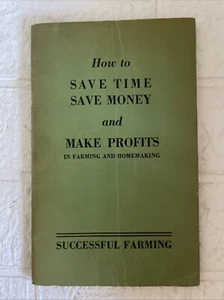 How to
SAVE TIME
SAVE MONEY
and
MAKE PROFITS
IN FARMING AND HOMEMAKING
SUCCESSFUL FARMING